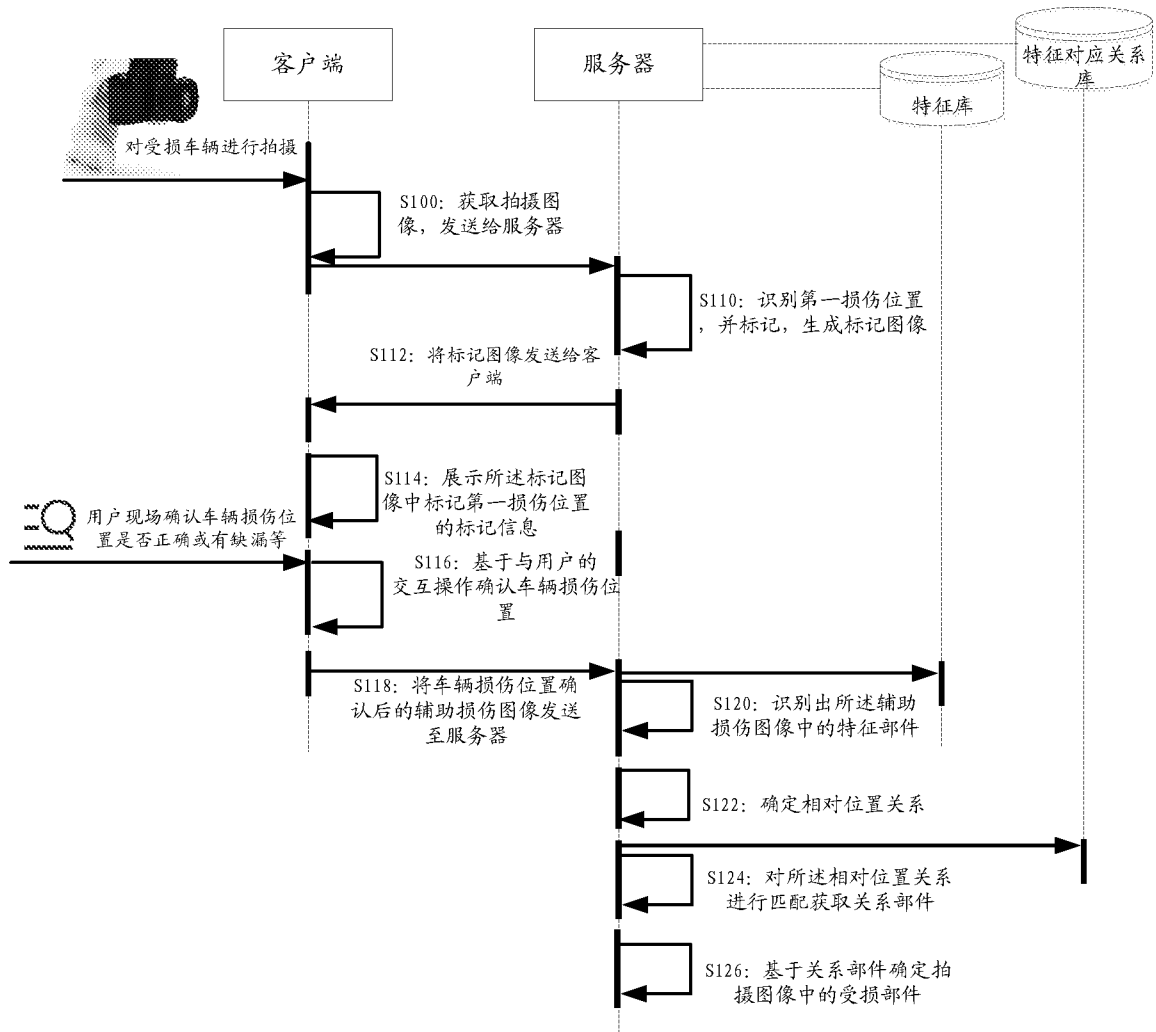 客户端
服务器
特征对应关系
库
特征库
对受损车辆进行拍摄
S100：获取拍摄图
像，发送给服务器
S110：识别第一损伤位置
，并标记，生成标记图像
S112：将标记图像发送给客
户端
S114：展示所述标记图
像中标记第一损伤位置
的标记信息
用户现场确认车辆损伤位
置是否正确或有缺漏等
S116：基于与用户的
交互操作确认车辆损伤位
置
S118：将车辆损伤位置确
认后的辅助损伤图像发送
至服务器
S120：识别出所述辅助
损伤图像中的特征部件
S122：确定相对位置关系
S124：对所述相对位置关系
进行匹配获取关系部件
S126：基于关系部件确定拍
摄图像中的受损部件